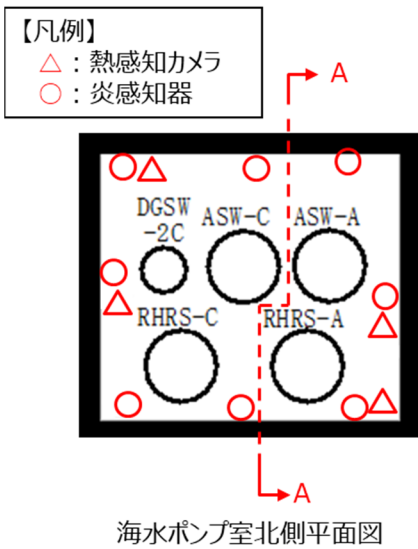 【凡例】
△：熱感知カメラ
○：炎感知器
A
DGSW
-2C
ASW-C
ASW-A
RHRS-C
RHRS-A
A
海水ポンプ室北側平面図